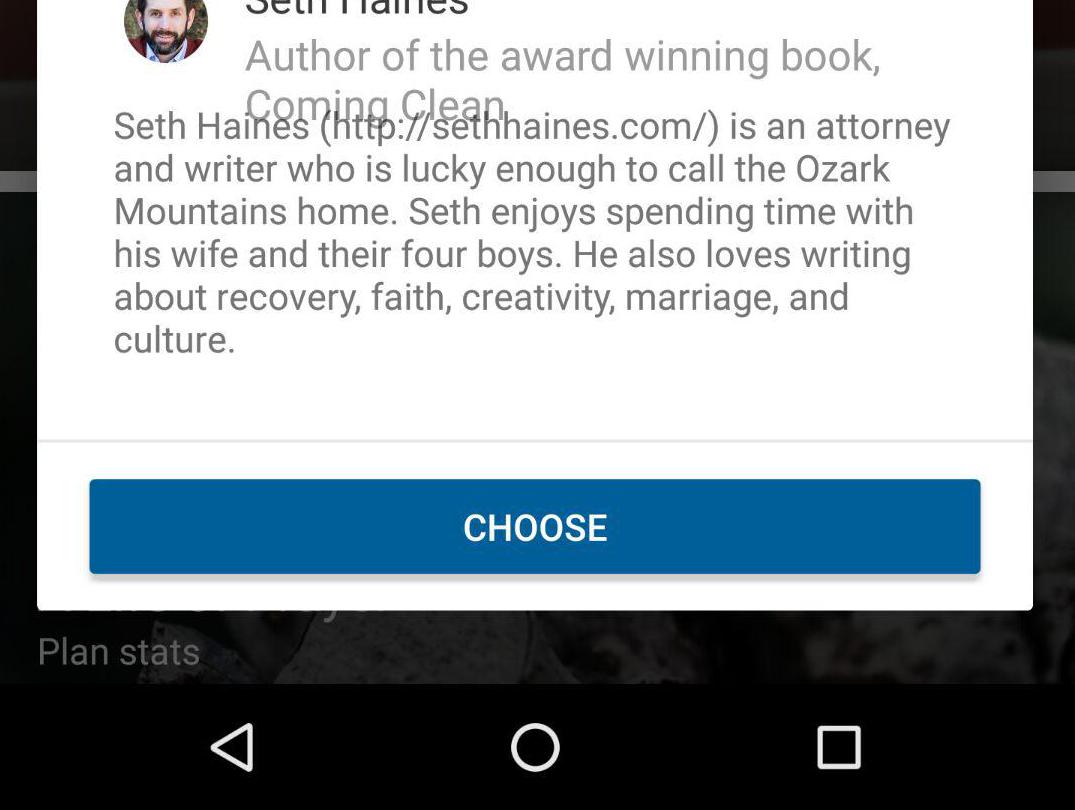 Seth Haines
Author of the award winning book,
Coming Clean
Seth Haines (http://sethhaines.com/) is an attorney
and writer who is lucky enough to call the Ozark
Mountains home. Seth enjoys spending time with
his wife and their four boys. He also loves writing
about recovery, faith, creativity, marriage, and
culture.
CHOOSE
Plan stats